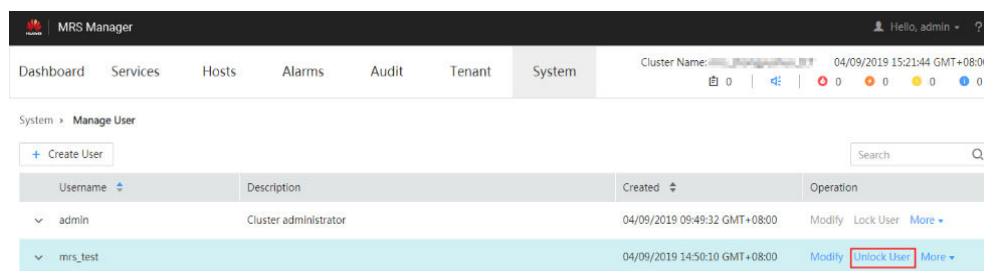 HUAWEI MRS Manager Hello, admin ?
Dashboard Services Hosts Alarms Audit Tenant System Cluster Name: 04/09/2019 15:21:44 GMT+08:00
0 0 0 0 0
System > Manage User
+ Create User Search
Username Description Created Operation
admin Cluster administrator 04/09/2019 09:49:32 GMT+08:00 Modify Lock User More
mrs_test 04/09/2019 14:50:10 GMT+08:00 Modify Unlock User More